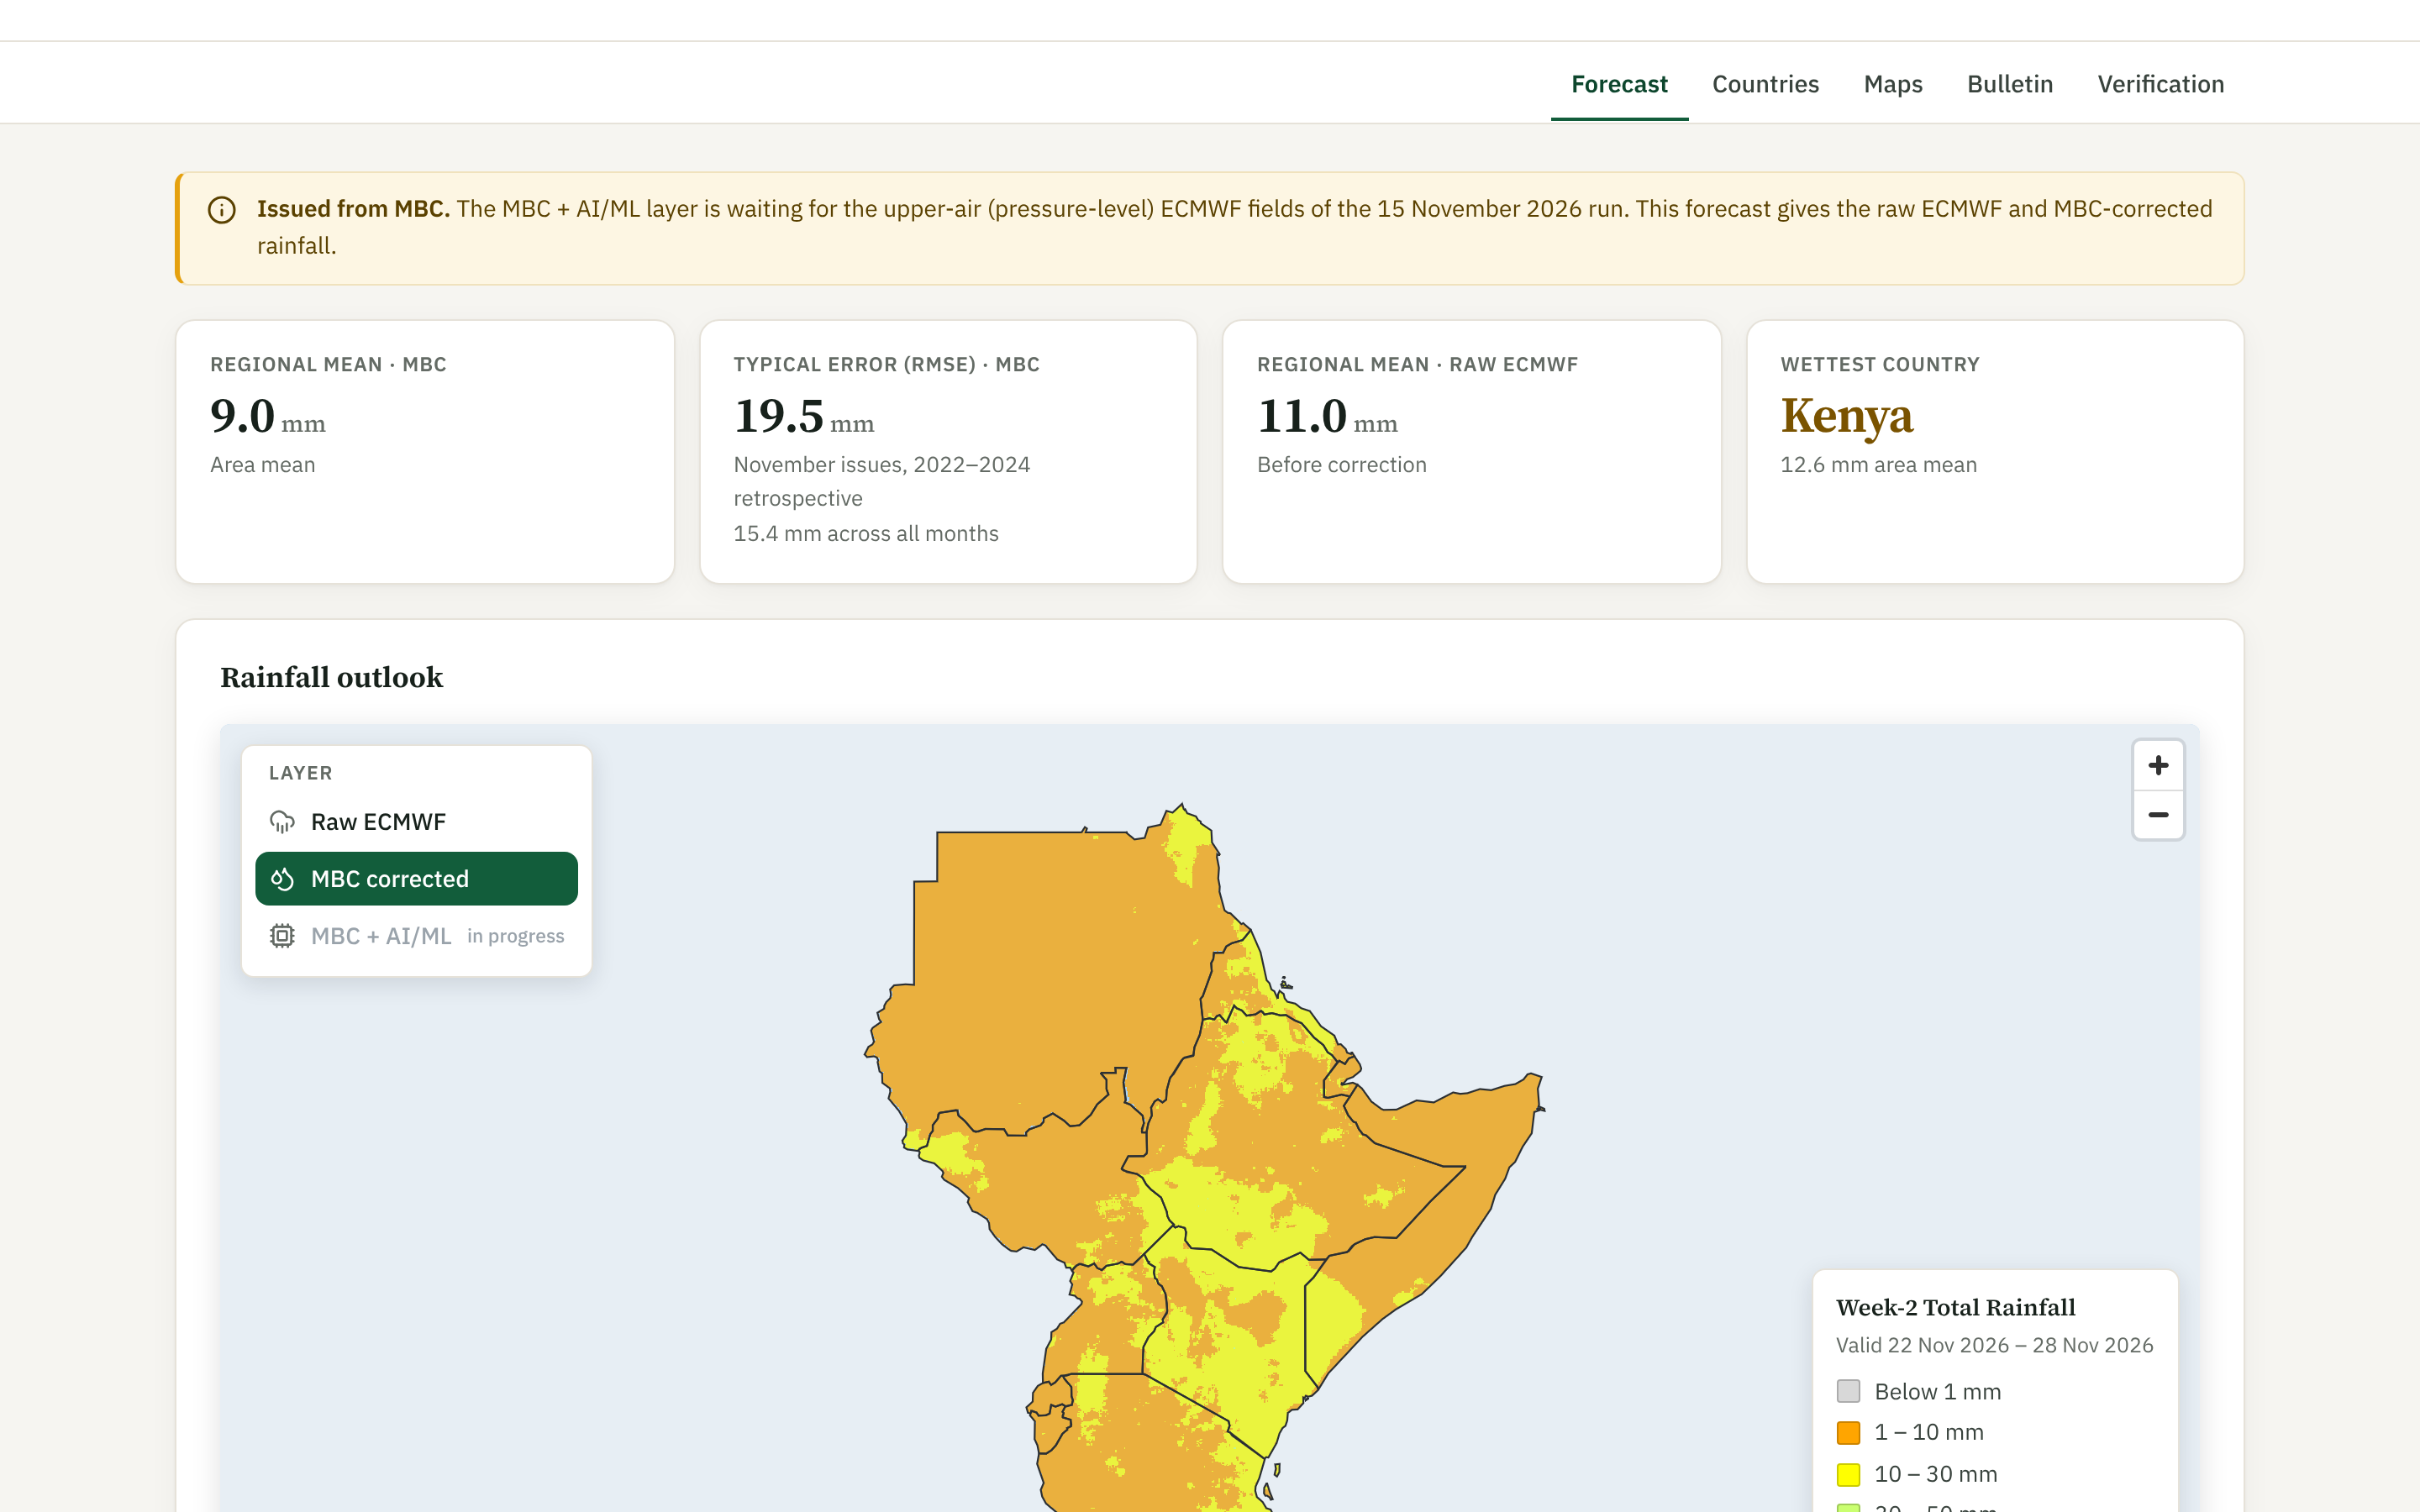 Forecast Countries Maps Bulletin Verification
Issued from MBC. The MBC + AI/ML layer is waiting for the upper-air (pressure-level) ECMWF fields of the 15 November 2026 run. This forecast gives the raw ECMWF and MBC-corrected
rainfall.
REGIONAL MEAN · MBC
9.0 mm
Area mean
TYPICAL ERROR (RMSE) · MBC
19.5 mm
November issues, 2022–2024
retrospective
15.4 mm across all months
REGIONAL MEAN · RAW ECMWF
11.0 mm
Before correction
WETTEST COUNTRY
Kenya
12.6 mm area mean
Rainfall outlook
LAYER
Raw ECMWF
MBC corrected
MBC + AI/ML in progress
+
−
Week-2 Total Rainfall
Valid 22 Nov 2026 – 28 Nov 2026
Below 1 mm
1 – 10 mm
10 – 30 mm